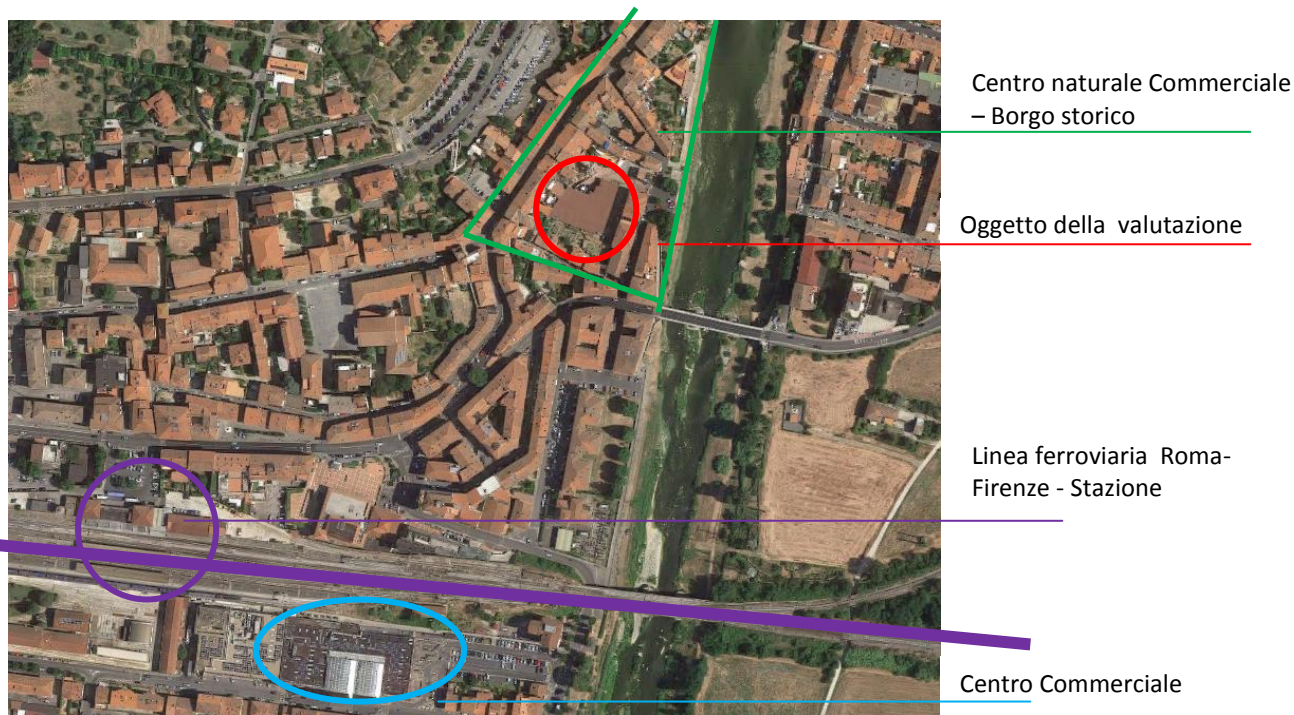 Centro naturale Commerciale
– Borgo storico
Oggetto della valutazione
Linea ferroviaria Roma-
Firenze - Stazione
Centro Commerciale